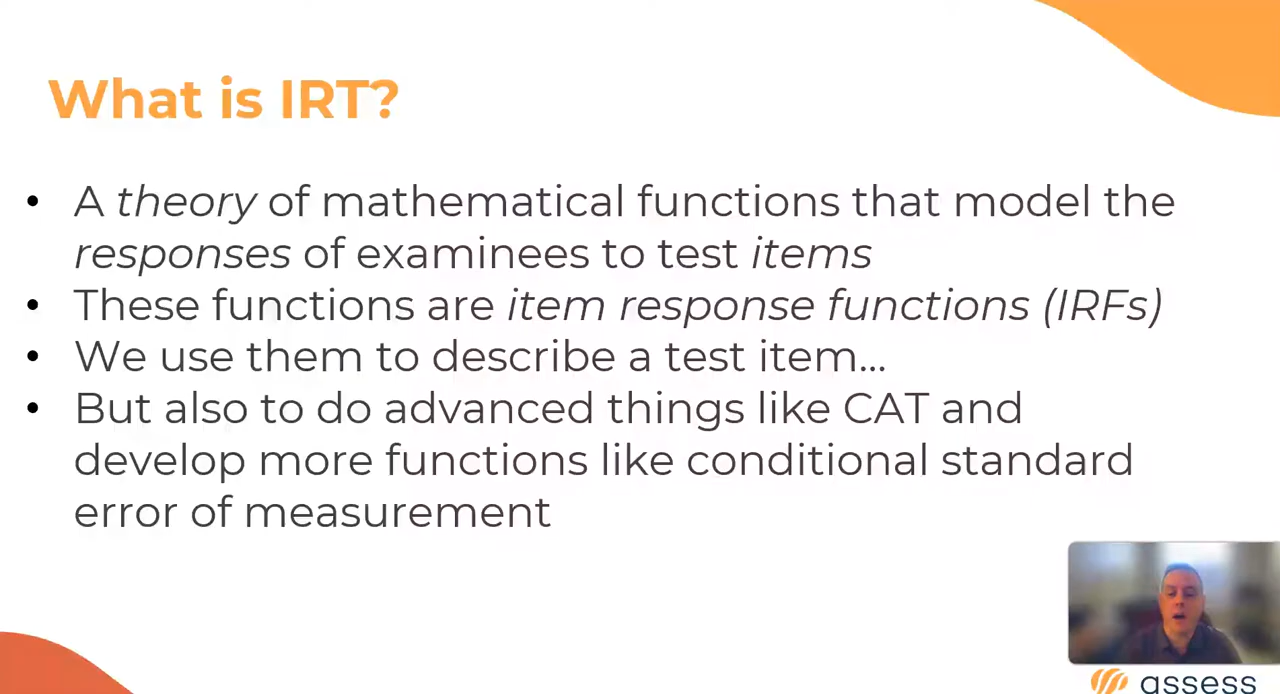 What is IRT?
• A theory of mathematical functions that model the
responses of examinees to test items
• These functions are item response functions (IRFs)
• We use them to describe a test item...
• But also to do advanced things like CAT and
develop more functions like conditional standard
error of measurement
assess